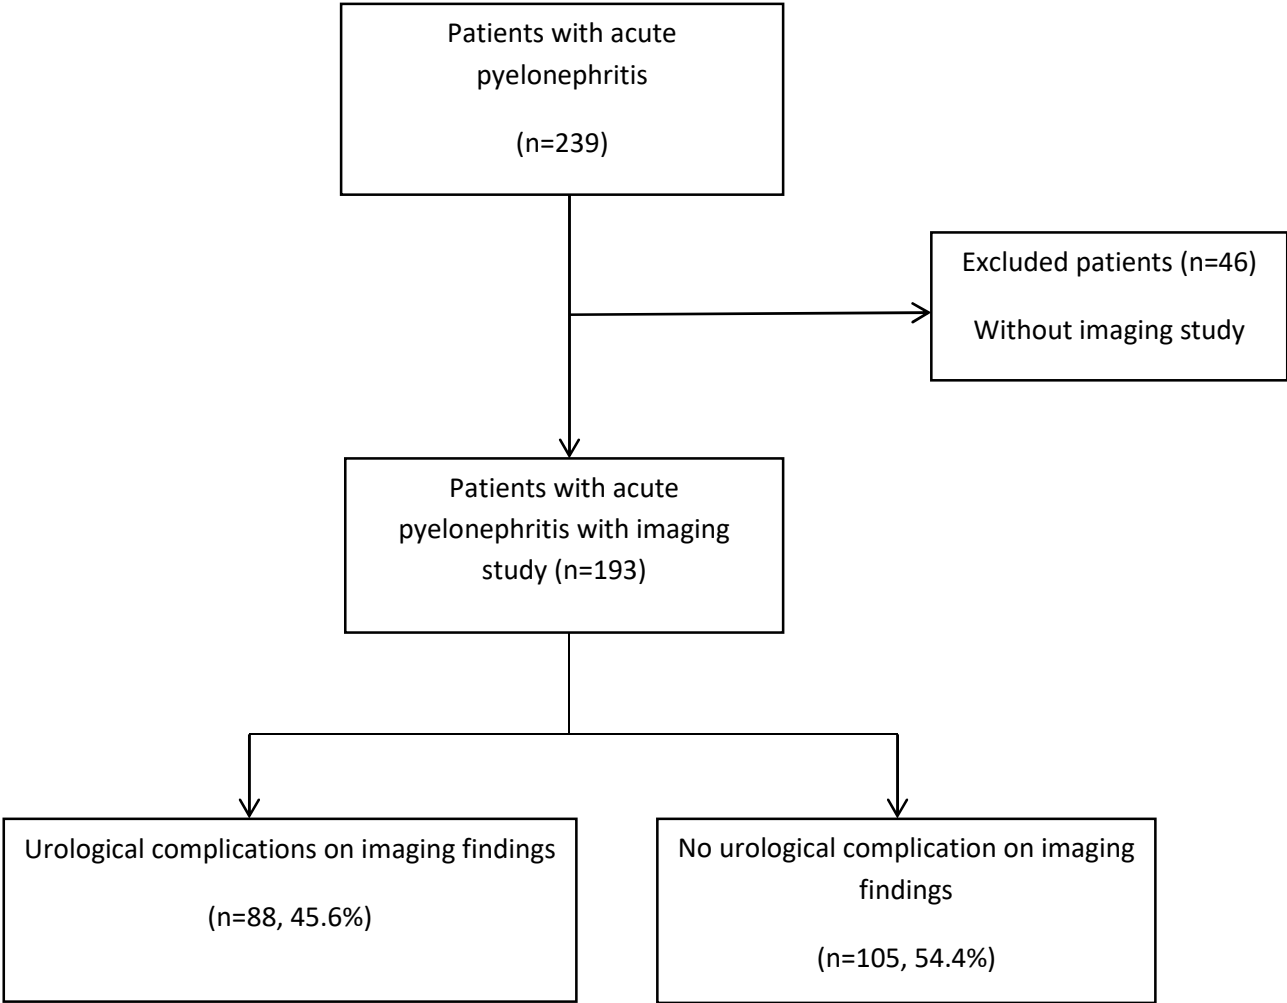 Patients with acute
pyelonephritis
(n=239)
Excluded patients (n=46)
Without imaging study
Patients with acute
pyelonephritis with imaging
study (n=193)
Urological complications on imaging findings
(n=88, 45.6%)
No urological complication on imaging
findings
(n=105, 54.4%)